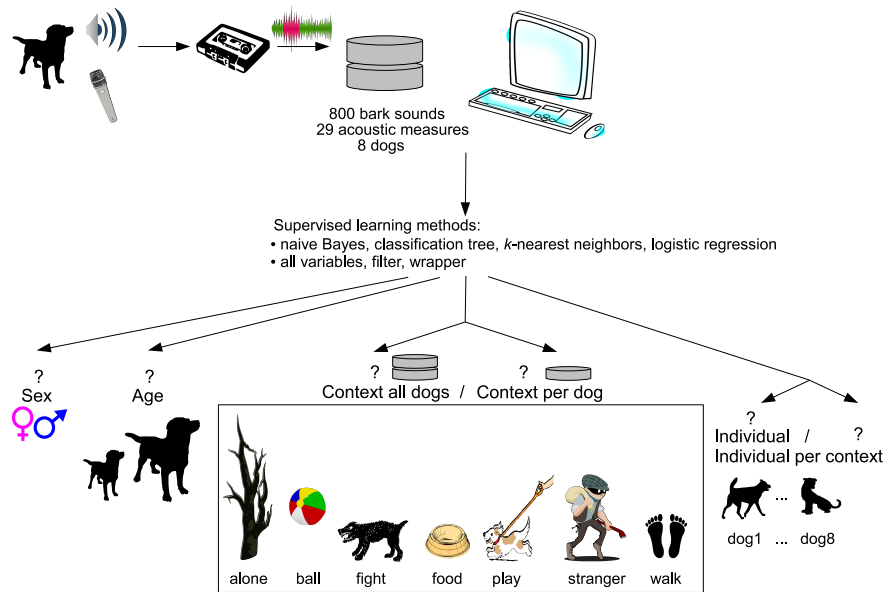 800 bark sounds
29 acoustic measures
8 dogs
Supervised learning methods:
• naive Bayes, classification tree, k-nearest neighbors, logistic regression
• all variables, filter, wrapper
?
Sex
?
Age
? ?
Context all dogs / Context per dog
?
Individual / ?
Individual per context
... 
dog1 ... dog8
alone ball fight food play stranger walk